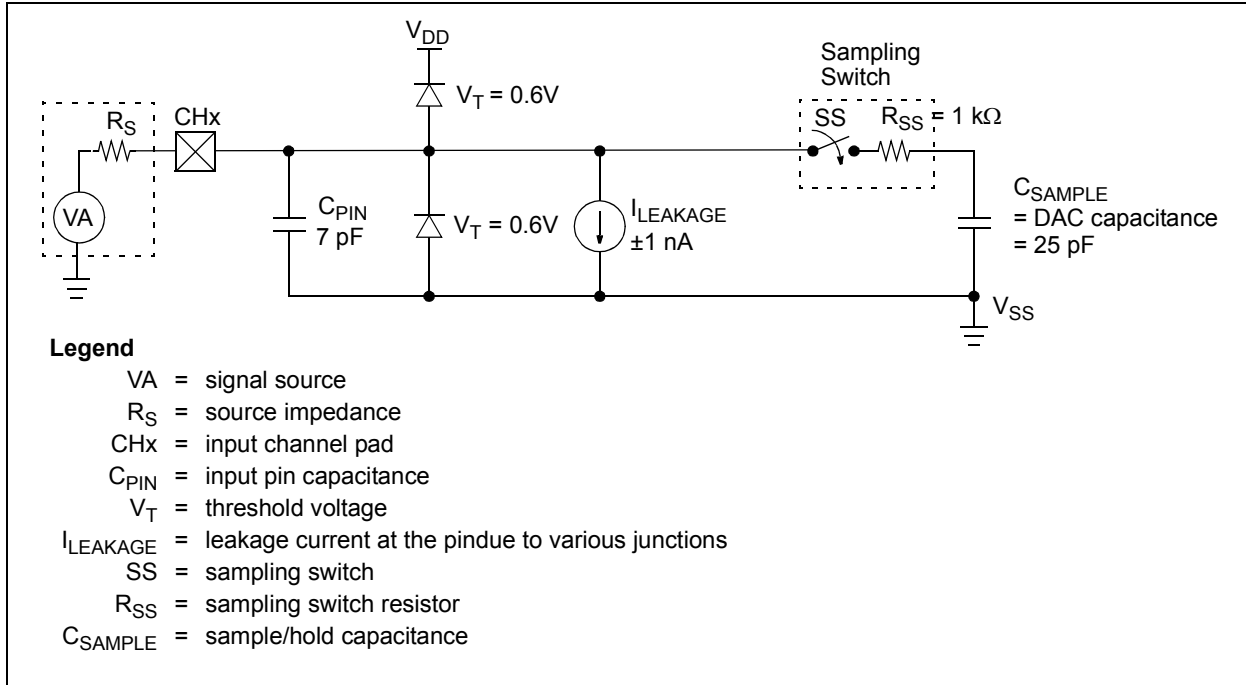 V_DD
Sampling
Switch
V_T = 0.6V
R_S
CHx
SS
R_SS = 1 kΩ
VA
C_PIN
7 pF
V_T = 0.6V
I_LEAKAGE
±1 nA
C_SAMPLE
= DAC capacitance
= 25 pF
V_SS
Legend
VA = signal source
R_S = source impedance
CHx = input channel pad
C_PIN = input pin capacitance
V_T = threshold voltage
I_LEAKAGE = leakage current at the pindue to various junctions
SS = sampling switch
R_SS = sampling switch resistor
C_SAMPLE = sample/hold capacitance